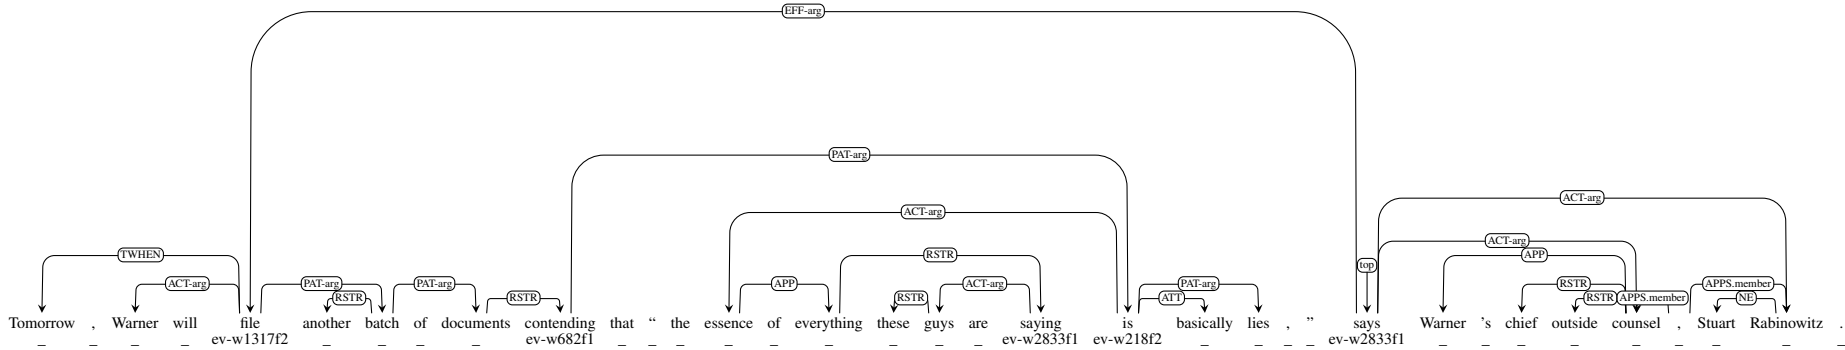 EFF-arg
PAT-arg
ACT-arg ACT-arg
ACT-arg
TWHEN RSTR top APP
ACT-arg PAT-arg PAT-arg APP ACT-arg PAT-arg RSTR APPS.member
RSTR RSTR RSTR ATT RSTR APPS.member NE
Tomorrow , Warner will file another batch of documents contending that “ the essence of everything these guys are saying is basically lies , ” says Warner 's chief outside counsel , Stuart Rabinowitz .
_ _ _ _ ev-w1317f2 _ _ _ _ ev-w682f1 _ _ _ _ _ _ _ _ _ ev-w2833f1 ev-w218f2 _ _ _ _ ev-w2833f1 _ _ _ _ _ _ _ _ _